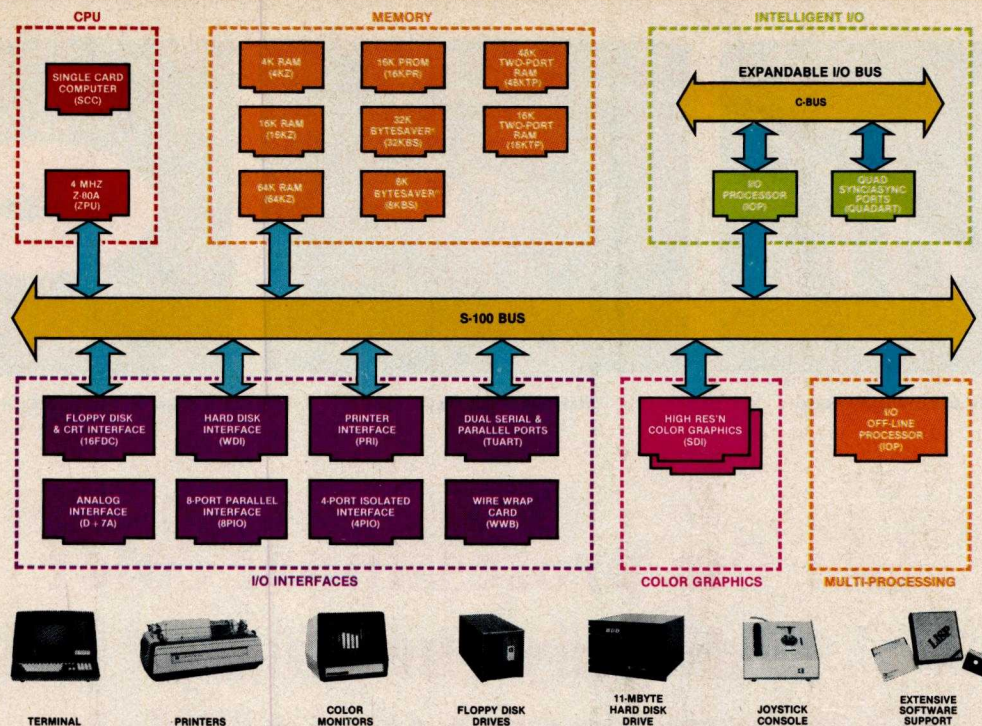 CPU
SINGLE CARD
COMPUTER
(SCC)
4 MHZ
Z-80A
(ZPU)
MEMORY
4K RAM
(4KZ)
16K PROM
(16KPR)
48K
TWO-PORT
RAM
(48KTP)
16K RAM
(16KZ)
32K
BYTESAVER®
(32KBS)
16K
TWO-PORT
RAM
(16KTP)
64K RAM
(64KZ)
8K
BYTESAVER®
(8KBS)
INTELLIGENT I/O
EXPANDABLE I/O BUS
C-BUS
I/O
PROCESSOR
(IOP)
QUAD
SYNC/ASYNC
PORTS
(QUADART)
S-100 BUS
FLOPPY DISK
& CRT INTERFACE
(16FDC)
HARD DISK
INTERFACE
(WDI)
PRINTER
INTERFACE
(PRI)
DUAL SERIAL &
PARALLEL PORTS
(TUART)
ANALOG
INTERFACE
(D + 7A)
8-PORT PARALLEL
INTERFACE
(8PIO)
4-PORT ISOLATED
INTERFACE
(4PIO)
WIRE WRAP
CARD
(WWB)
I/O INTERFACES
HIGH RES'N
COLOR GRAPHICS
(SDI)
COLOR GRAPHICS
I/O
OFF-LINE
PROCESSOR
(IOP)
MULTI-PROCESSING
LISP
TERMINAL
PRINTERS
COLOR
MONITORS
FLOPPY DISK
DRIVES
11-MBYTE
HARD DISK
DRIVE
JOYSTICK
CONSOLE
EXTENSIVE
SOFTWARE
SUPPORT